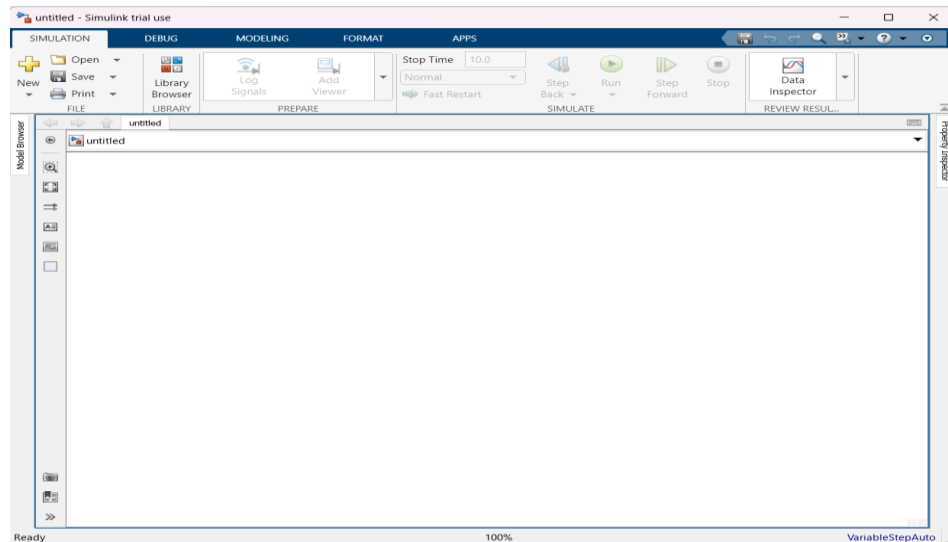 untitled - Simulink trial use
SIMULATION DEBUG MODELING FORMAT APPS
New
Open
Save
Print
FILE
Library
Browser
LIBRARY
Log
Signals
Add
Viewer
PREPARE
Stop Time 10.0
Normal
Fast Restart
Step
Back
Run
Step
Forward
Stop
SIMULATE
Data
Inspector
REVIEW RESUL...
Model Browser
untitled
untitled
Property Inspector
Ready 100% VariableStepAuto